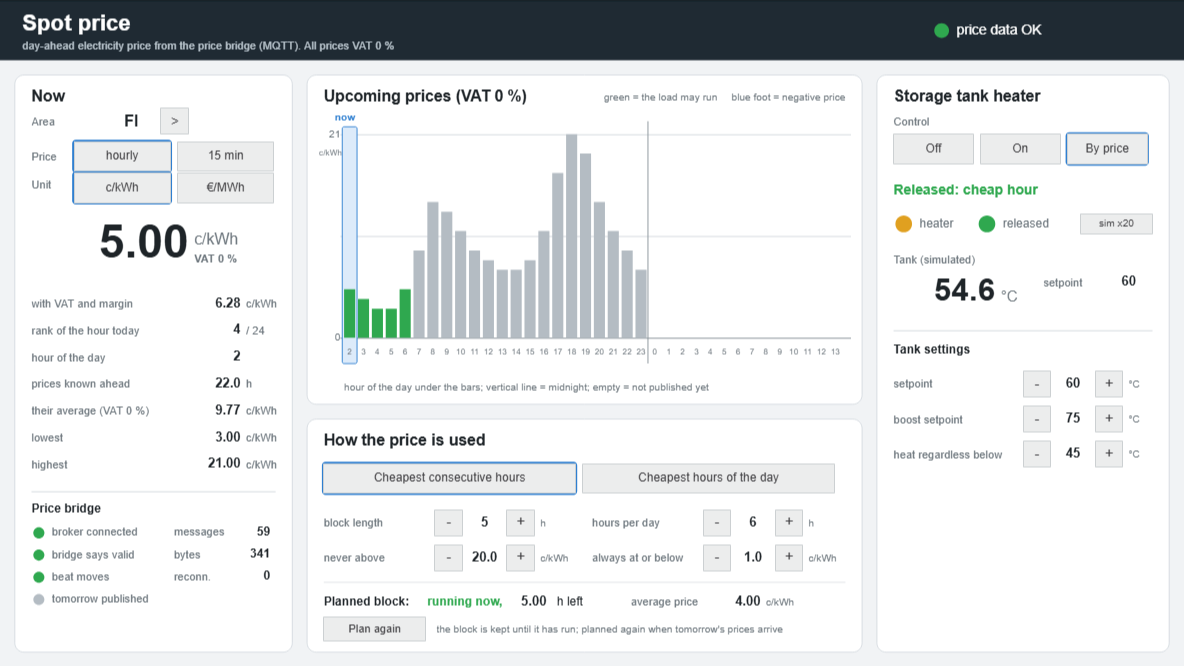 Spot price
day-ahead electricity price from the price bridge (MQTT). All prices VAT 0 %
price data OK
Now
Area FI >
Price hourly 15 min
Unit c/kWh €/MWh
5.00 c/kWh
VAT 0 %
with VAT and margin 6.28 c/kWh
rank of the hour today 4 / 24
hour of the day 2
prices known ahead 22.0 h
their average (VAT 0 %) 9.77 c/kWh
lowest 3.00 c/kWh
highest 21.00 c/kWh
Price bridge
broker connected messages 59
bridge says valid bytes 341
beat moves reconn. 0
tomorrow published
Upcoming prices (VAT 0 %) green = the load may run blue foot = negative price
now
21
c/kWh
0
2 3 4 5 6 7 8 9 10 11 12 13 14 15 16 17 18 19 20 21 22 23 0 1 2 3 4 5 6 7 8 9 10 11 12 13
hour of the day under the bars; vertical line = midnight; empty = not published yet
How the price is used
Cheapest consecutive hours Cheapest hours of the day
block length - 5 + h hours per day - 6 + h
never above - 20.0 + c/kWh always at or below - 1.0 + c/kWh
Planned block: running now, 5.00 h left average price 4.00 c/kWh
Plan again the block is kept until it has run; planned again when tomorrow's prices arrive
Storage tank heater
Control
Off On By price
Released: cheap hour
heater released sim x20
Tank (simulated)
54.6 °C setpoint 60
Tank settings
setpoint - 60 + °C
boost setpoint - 75 + °C
heat regardless below - 45 + °C